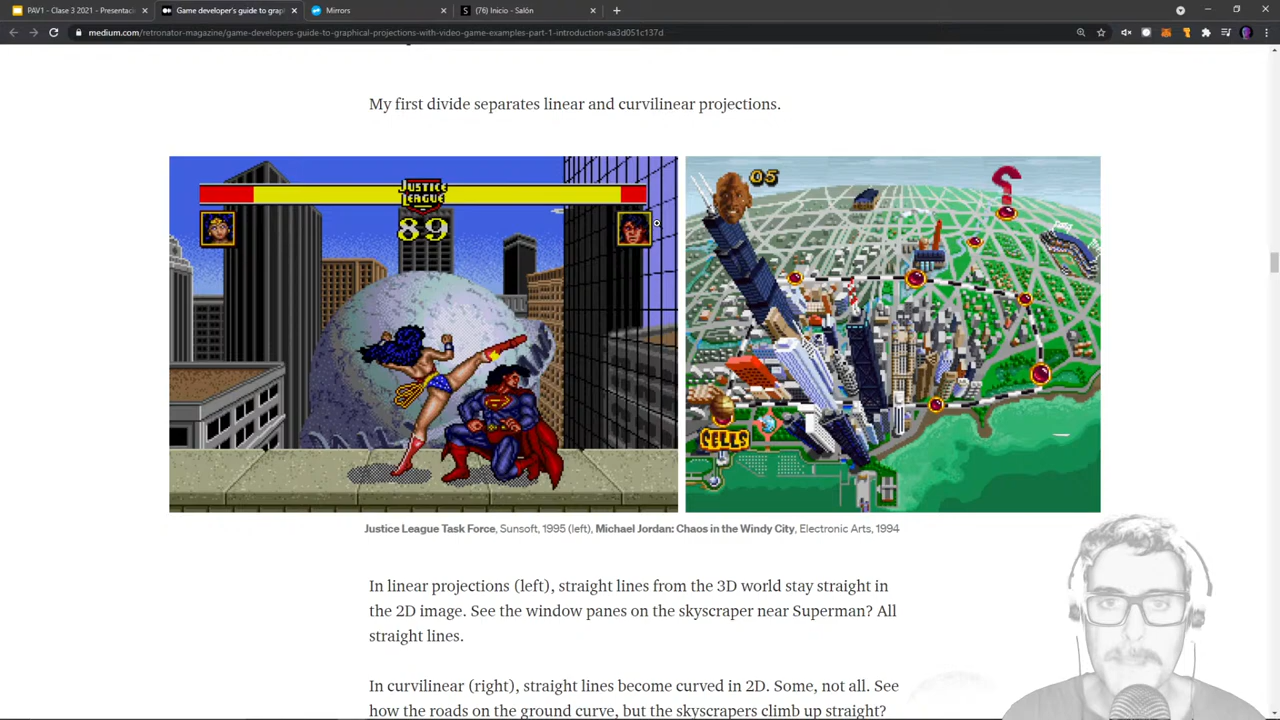 PAV1 - Clase 3 2021 - Presentaci
Game developer's guide to grap
Mirrors
(76) Inicio - Salón
medium.com/retronator-magazine/game-developers-guide-to-graphical-projections-with-video-game-examples-part-1-introduction-aa3d051c137d
My first divide separates linear and curvilinear projections.
JUSTICE
LEAGUE
89
05
CELLS
Justice League Task Force, Sunsoft, 1995 (left), Michael Jordan: Chaos in the Windy City, Electronic Arts, 1994
In linear projections (left), straight lines from the 3D world stay straight in
the 2D image. See the window panes on the skyscraper near Superman? All
straight lines.
In curvilinear (right), straight lines become curved in 2D. Some, not all. See
how the roads on the ground curve, but the skyscrapers climb up straight?